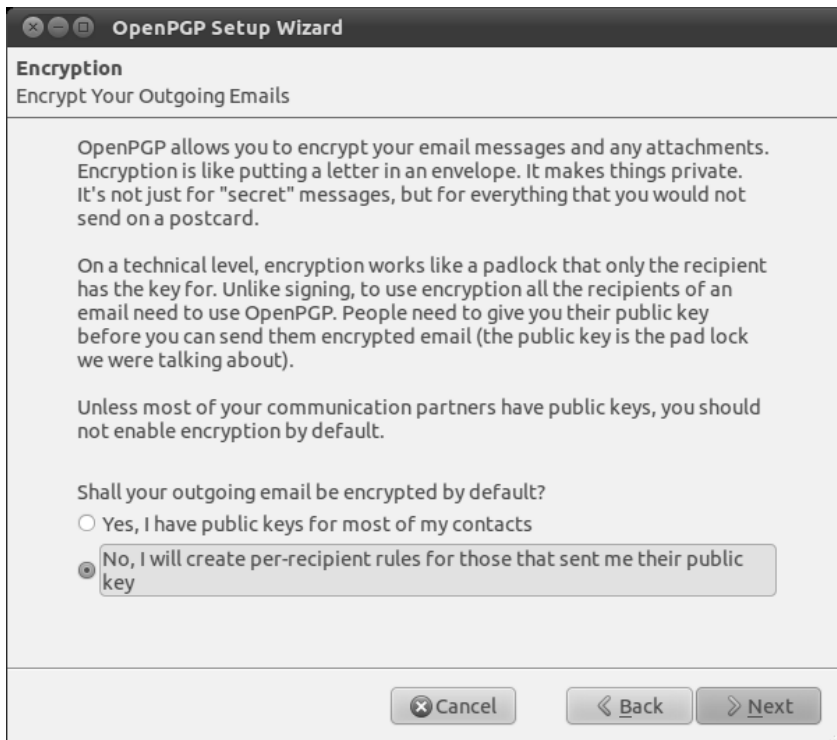 OpenPGP Setup Wizard
Encryption
Encrypt Your Outgoing Emails
OpenPGP allows you to encrypt your email messages and any attachments.
Encryption is like putting a letter in an envelope. It makes things private.
It's not just for "secret" messages, but for everything that you would not
send on a postcard.
On a technical level, encryption works like a padlock that only the recipient
has the key for. Unlike signing, to use encryption all the recipients of an
email need to use OpenPGP. People need to give you their public key
before you can send them encrypted email (the public key is the pad lock
we were talking about).
Unless most of your communication partners have public keys, you should
not enable encryption by default.
Shall your outgoing email be encrypted by default?
Yes, I have public keys for most of my contacts
No, I will create per-recipient rules for those that sent me their public
key
Cancel Back Next